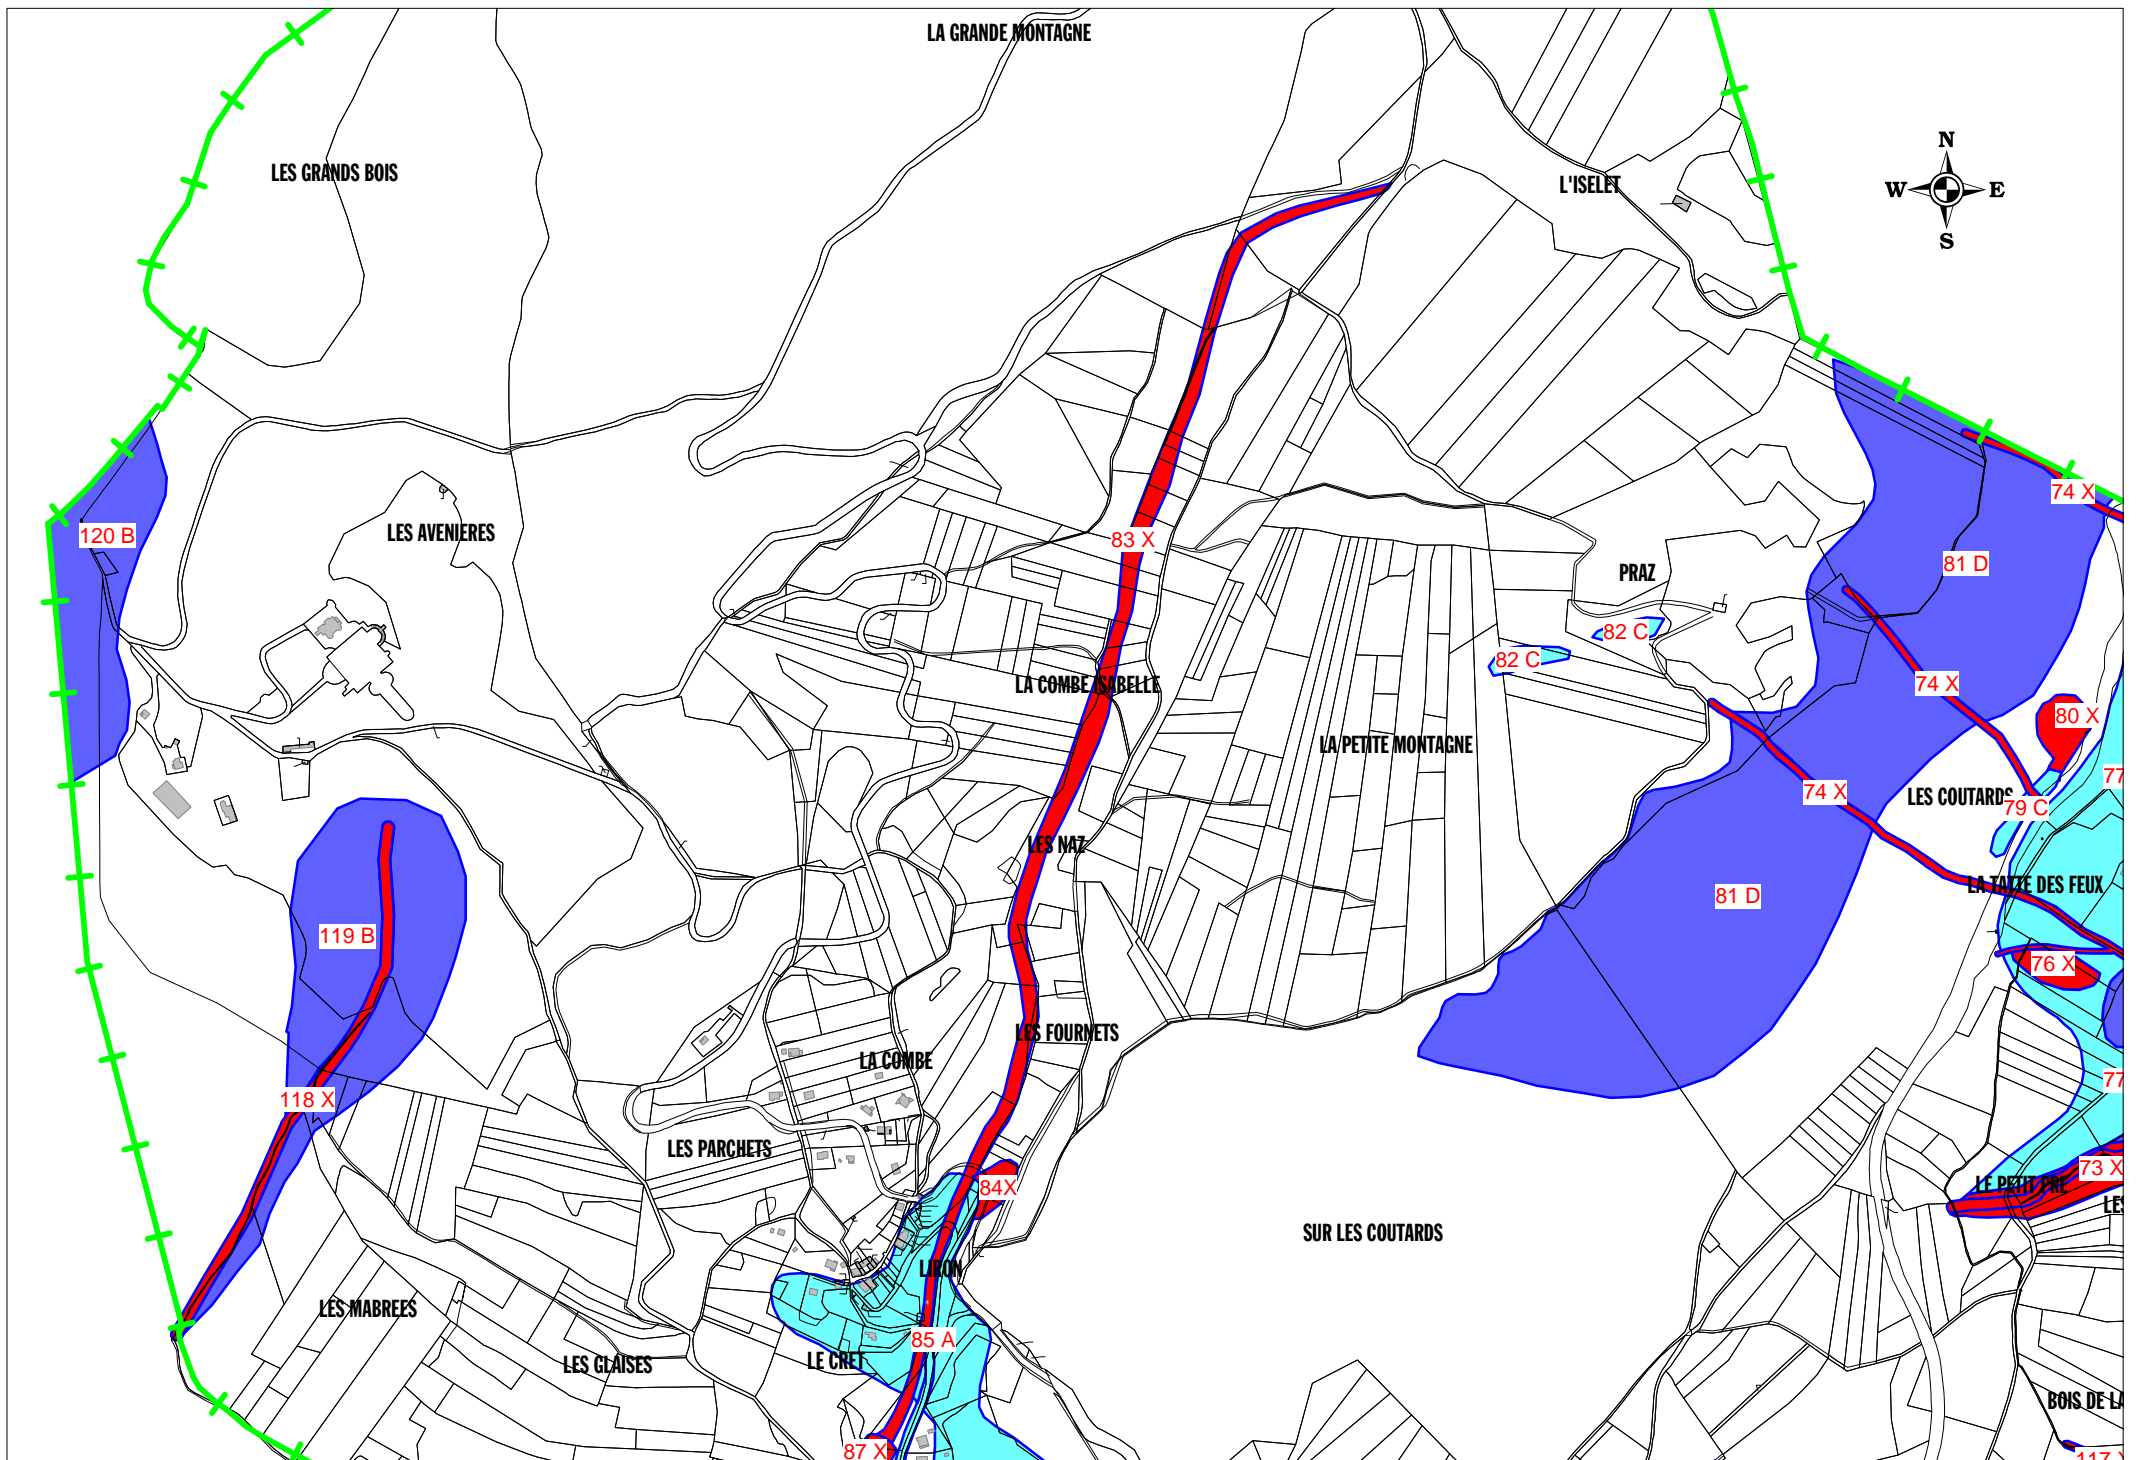 LA GRANDE MONTAGNE
N
LES GRANDS BOIS
L'ISELET
W
E
S
74 X
LES AVENIERES
120 B
83 X
81 D
PRAZ
82 C
82 C
LA COMBE ISABELLE
74 X
80 X
LA PETITE MONTAGNE
77
74 X
LES COUTARDS
79 C
LES NAZ
LA TATTE DES FEUX
81 D
119 B
76 X
LES FOURNETS
LA COMBE
77
118 X
LES PARCHETS
73 X
84X
LE PETIT PRE
LES
SUR LES COUTARDS
LIRON
LES MABREES
85 A
LE CRET
LES GLAISES
BOIS DE LA
87 X
117